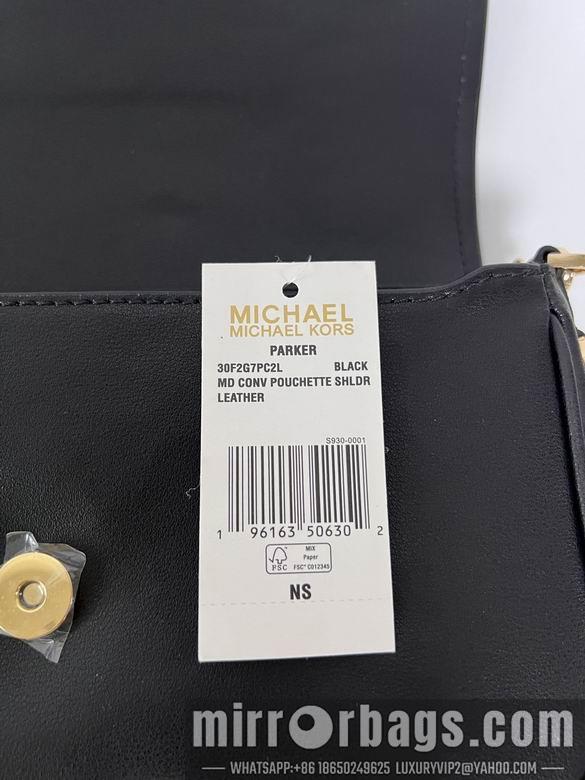 MICHAEL
MICHAEL KORS
PARKER
30F2G7PC2L BLACK
MD CONV POUCHETTE SHLDR
LEATHER
S930-0001
1 96163 50630 2
FSC
MIX
Paper
FSC® C012345
NS
mirrorbags.com
WHATSAPP:+86 18650249625 LUXURYVIP2@YAHOO.COM